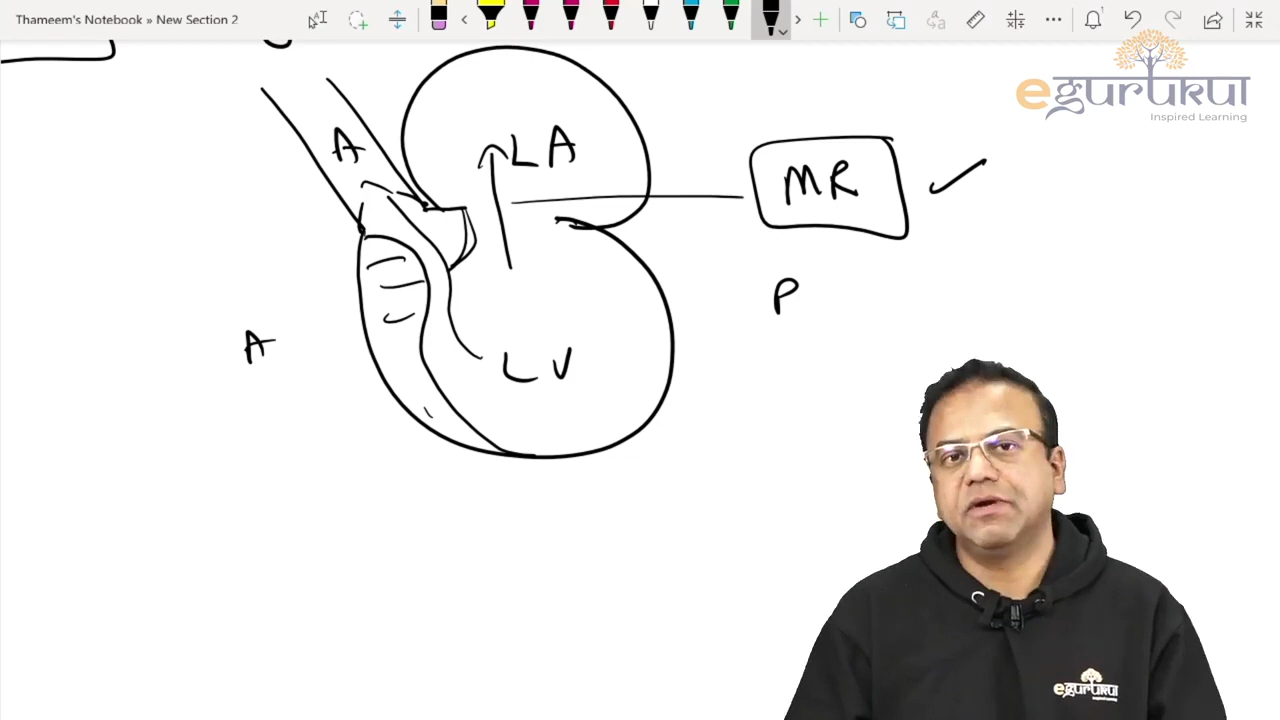 Thameem's Notebook » New Section 2
egurukul
Inspired Learning
A
LA
MR
P
A
LV
egurukul